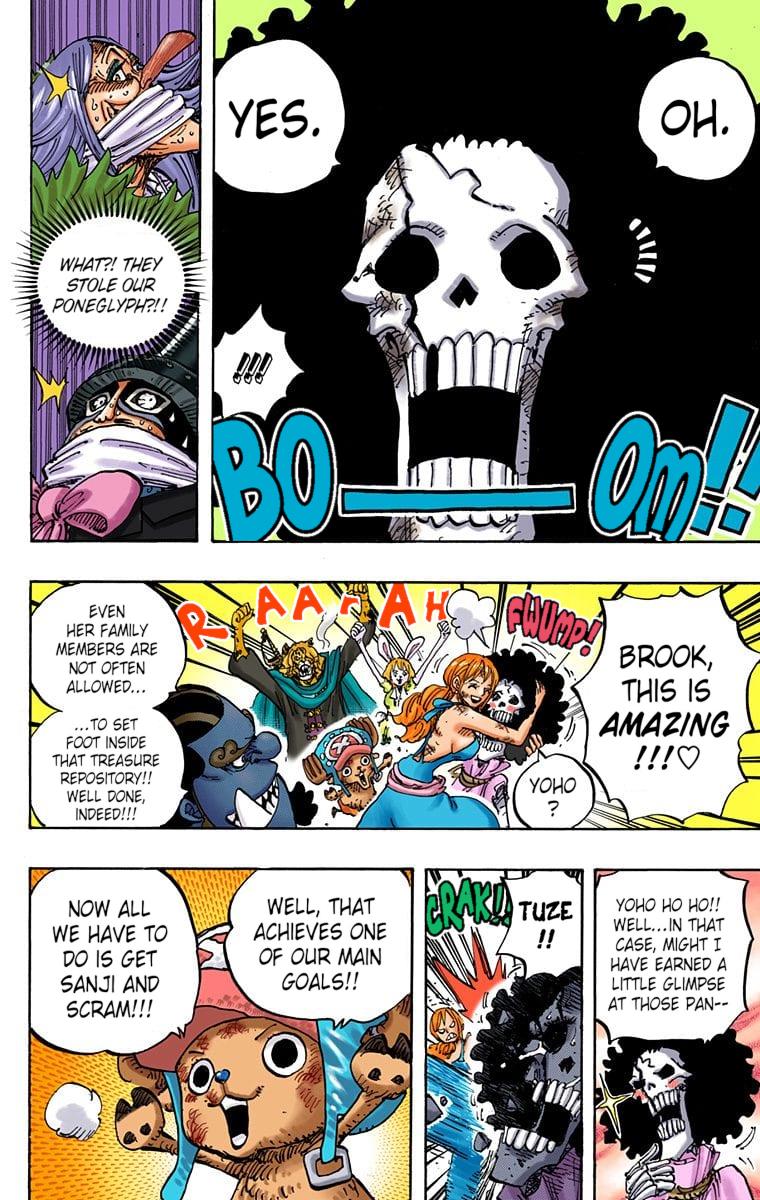 OH.
YES.
!!!
BO—OM!!
WHAT?! THEY
STOLE OUR
PONEGLYPH?!!
BROOK,
THIS IS
AMAZING
!!!♡
FWUMP!
YOHO
?
RAAAAAH
EVEN
HER FAMILY
MEMBERS ARE
NOT OFTEN
ALLOWED...
...TO SET
FOOT INSIDE
THAT TREASURE
REPOSITORY!!
WELL DONE,
INDEED!!!
YOHO HO HO!!
WELL...IN THAT
CASE, MIGHT I
HAVE EARNED A
LITTLE GLIMPSE
AT THOSE PAN--
TUZE
!!
CRAK!!
WELL, THAT
ACHIEVES ONE
OF OUR MAIN
GOALS!!
NOW ALL
WE HAVE TO
DO IS GET
SANJI AND
SCRAM!!!